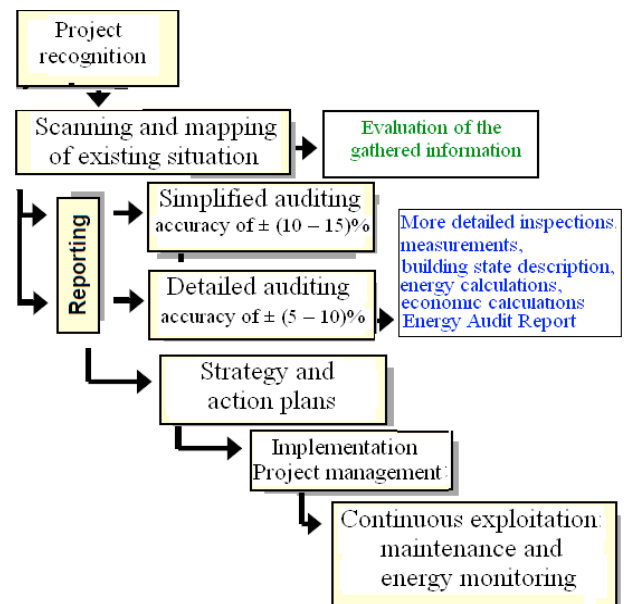 Project
recognition
Scanning and mapping
of existing situation
Evaluation of the
gathered information
Reporting
Simplified auditing
accuracy of ± (10 – 15)%
Detailed auditing
accuracy of ± (5 – 10)%
More detailed inspections:
measurements,
building state description,
energy calculations,
economic calculations
Energy Audit Report
Strategy and
action plans
Implementation
Project management:
Continuous exploitation:
maintenance and
energy monitoring